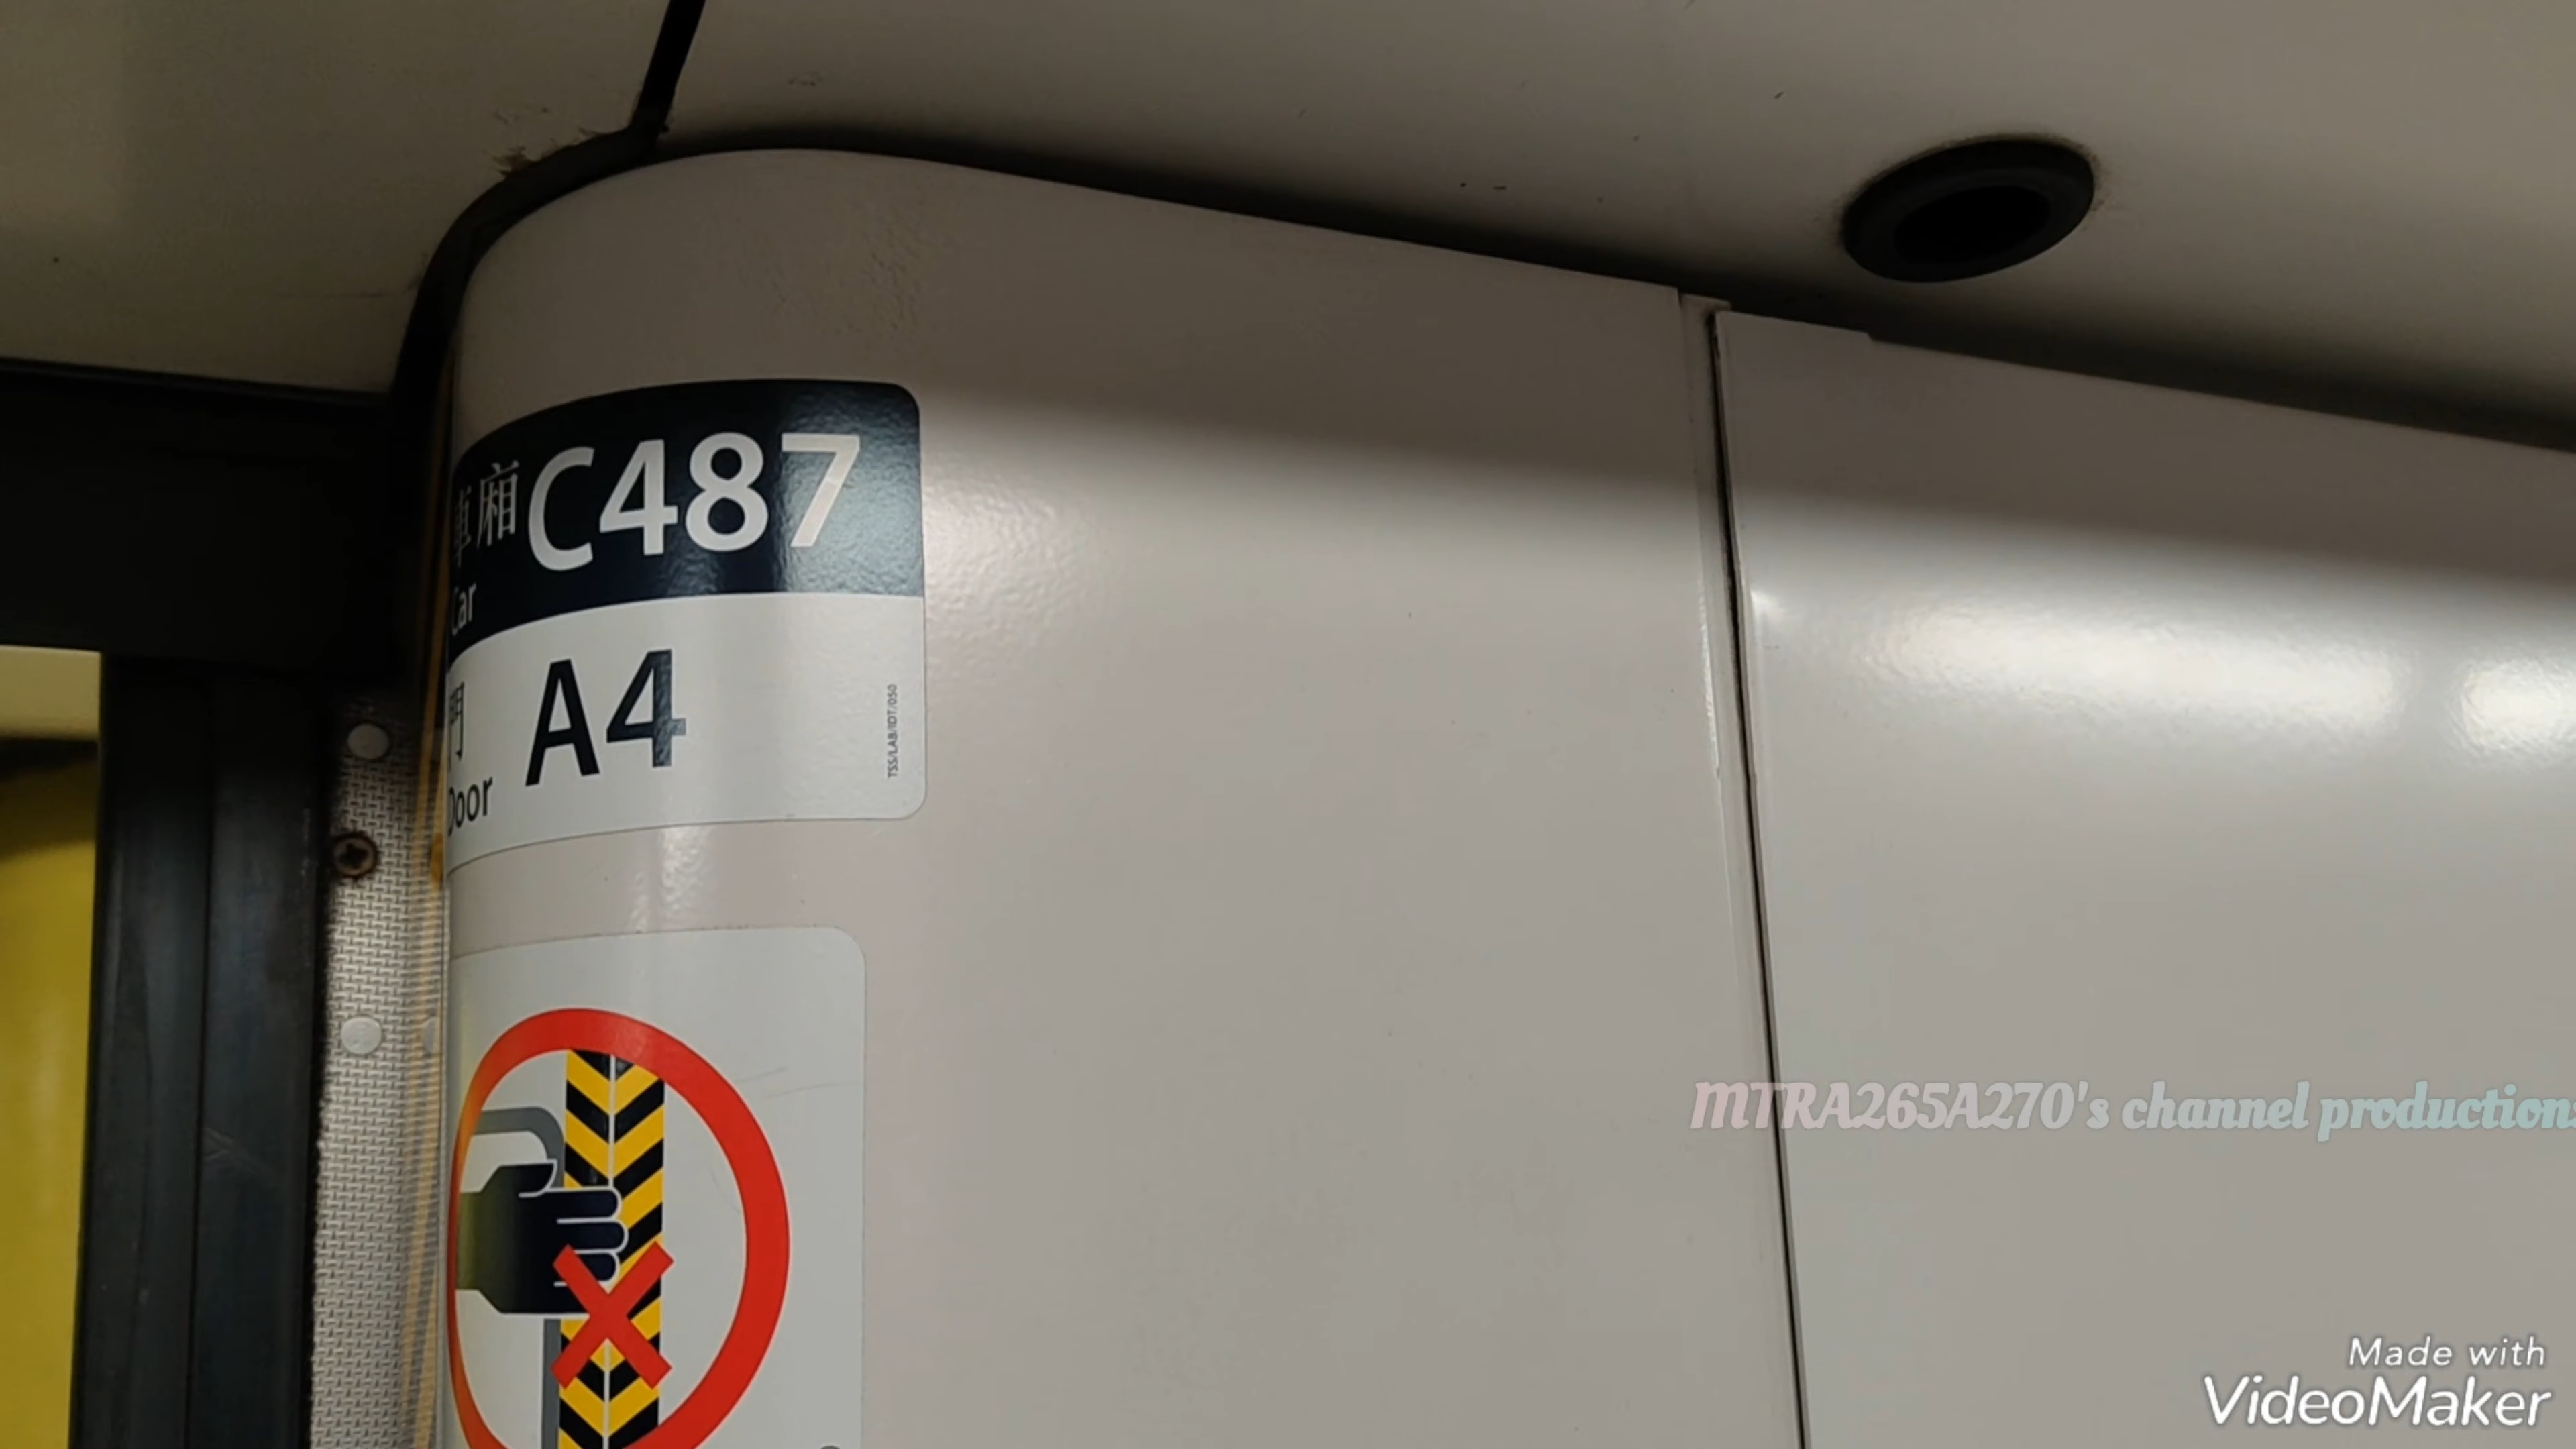 車廂 C487
Car
門 A4
Door
TSS/LAB/IDT/050
MTRA265A270's channel productions
Made with
VideoMaker